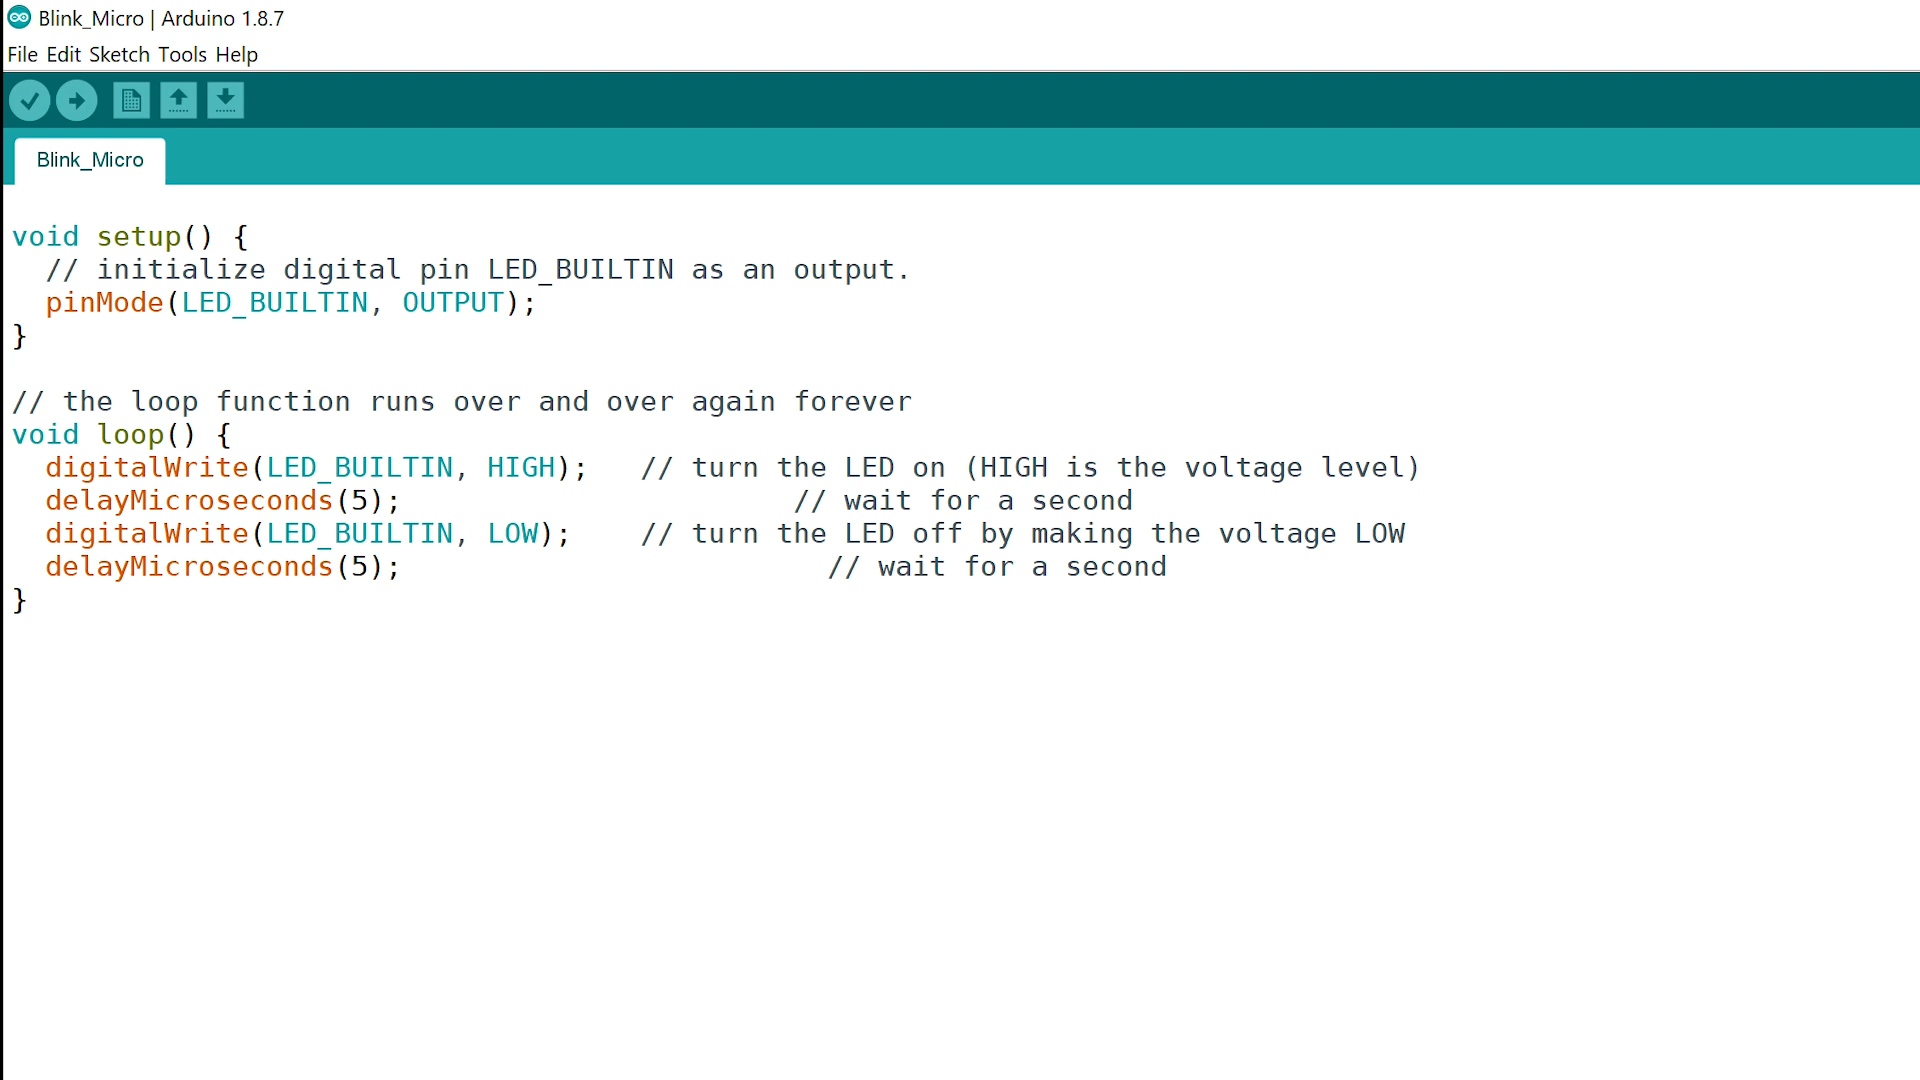 Blink_Micro | Arduino 1.8.7
File Edit Sketch Tools Help
Blink_Micro
void setup() {
  // initialize digital pin LED_BUILTIN as an output.
  pinMode(LED_BUILTIN, OUTPUT);
}
// the loop function runs over and over again forever
void loop() {
  digitalWrite(LED_BUILTIN, HIGH);   // turn the LED on (HIGH is the voltage level)
  delayMicroseconds(5);                       // wait for a second
  digitalWrite(LED_BUILTIN, LOW);    // turn the LED off by making the voltage LOW
  delayMicroseconds(5);                         // wait for a second
}